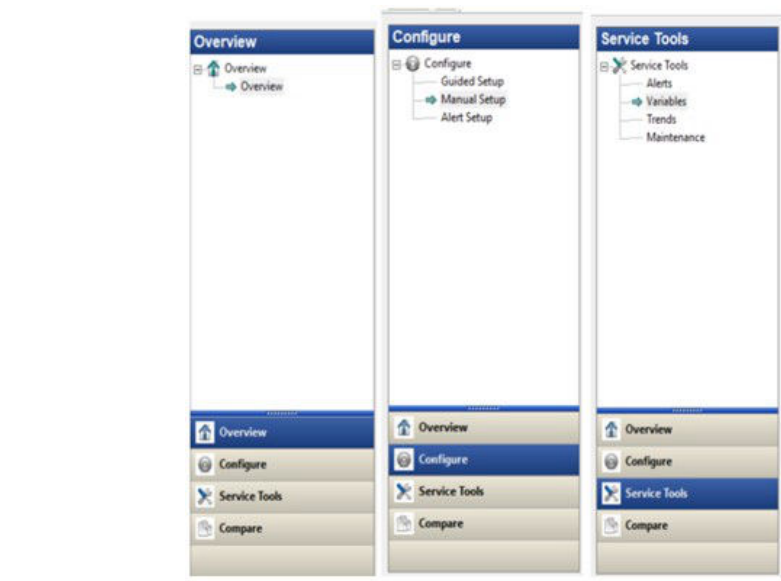 Overview
Overview
Overview
Overview
Configure
Service Tools
Compare
Configure
Configure
Guided Setup
Manual Setup
Alert Setup
Overview
Configure
Service Tools
Compare
Service Tools
Service Tools
Alerts
Variables
Trends
Maintenance
Overview
Configure
Service Tools
Compare